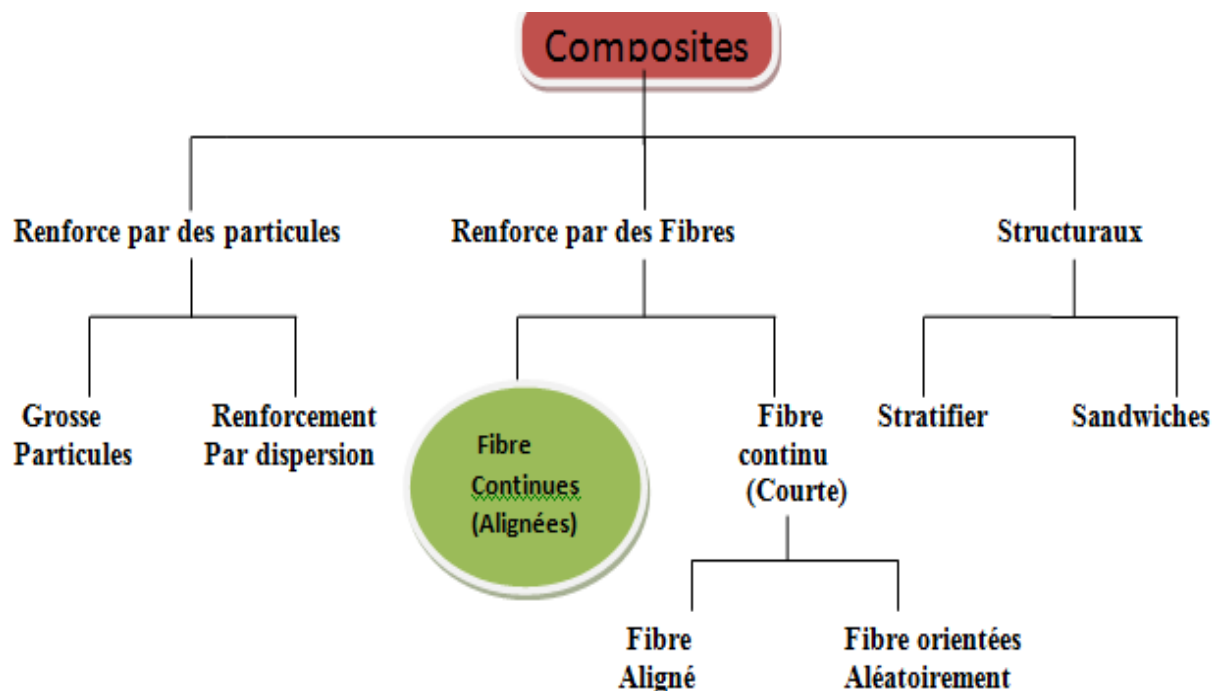 Composites
Renforce par des particules
Renforce par des Fibres
Structuraux
Grosse
Particules
Renforcement
Par dispersion
Fibre
Continues
(Alignées)
Fibre
continu
(Courte)
Stratifier
Sandwiches
Fibre
Aligné
Fibre orientées
Aléatoirement